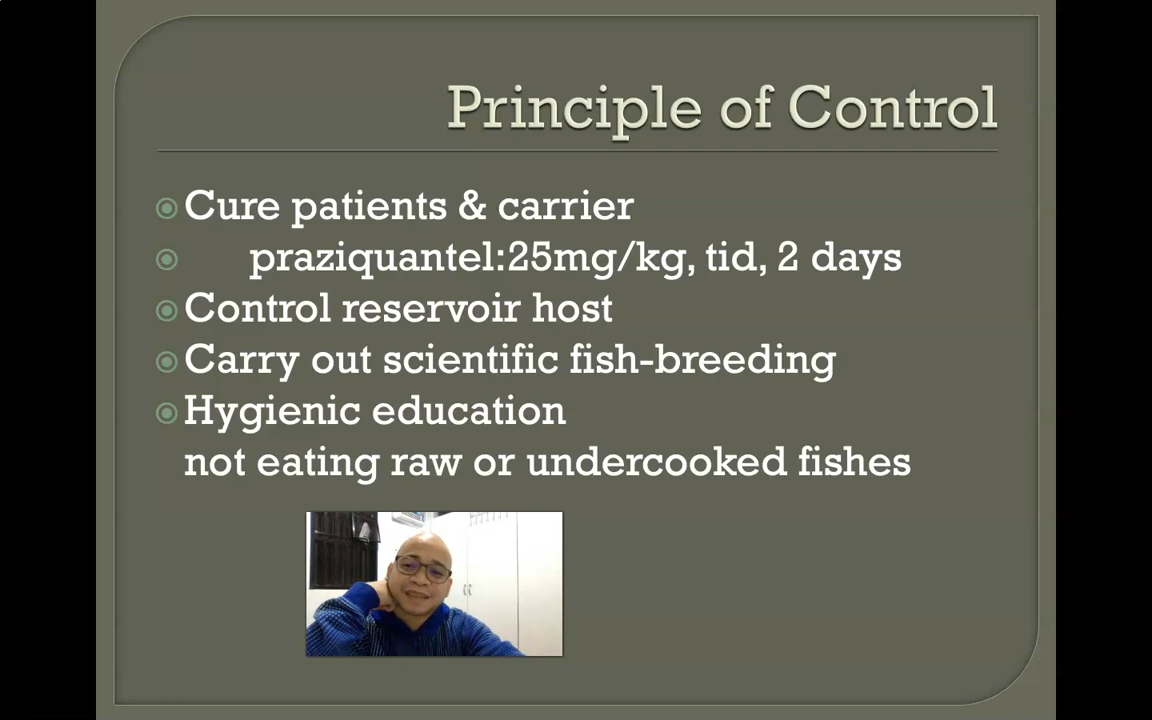 Principle of Control
Cure patients & carrier
praziquantel:25mg/kg, tid, 2 days
Control reservoir host
Carry out scientific fish-breeding
Hygienic education
not eating raw or undercooked fishes